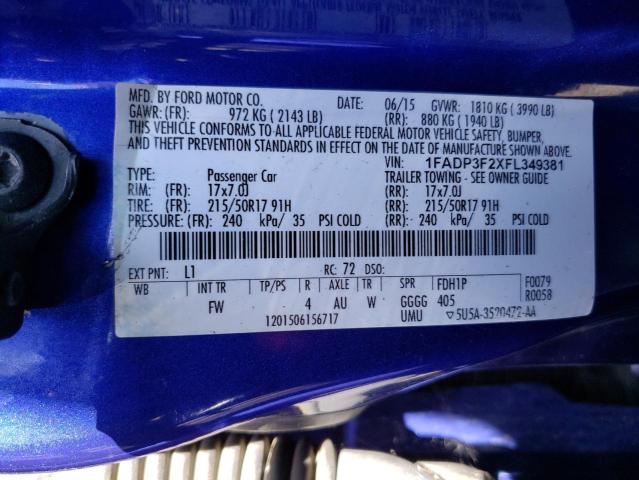 MFD. BY FORD MOTOR CO. DATE: 06/15 GVWR: 1810 KG ( 3990 LB)
GAWR: (FR): 972 KG ( 2143 LB) (RR): 880 KG ( 1940 LB)
THIS VEHICLE CONFORMS TO ALL APPLICABLE FEDERAL MOTOR VEHICLE SAFETY, BUMPER,
AND THEFT PREVENTION STANDARDS IN EFFECT ON THE DATE OF MANUFACTURE SHOWN ABOVE.
VIN: 1FADP3F2XFL349381
TYPE: Passenger Car TRAILER TOWING – SEE OWNER GUIDE
RIM: (FR): 17x7.0J (RR): 17x7.0J
TIRE: (FR): 215/50R17 91H (RR): 215/50R17 91H
PRESSURE: (FR): 240 kPa/ 35 PSI COLD (RR): 240 kPa/ 35 PSI COLD
EXT PNT: L1 RC: 72 DSO:
WB INT TR TP/PS R AXLE TR SPR FDH1P F0079
FW 4 AU W GGGG 405 R0058
1201506156717 UMU ▽5U5A-3520472-AA